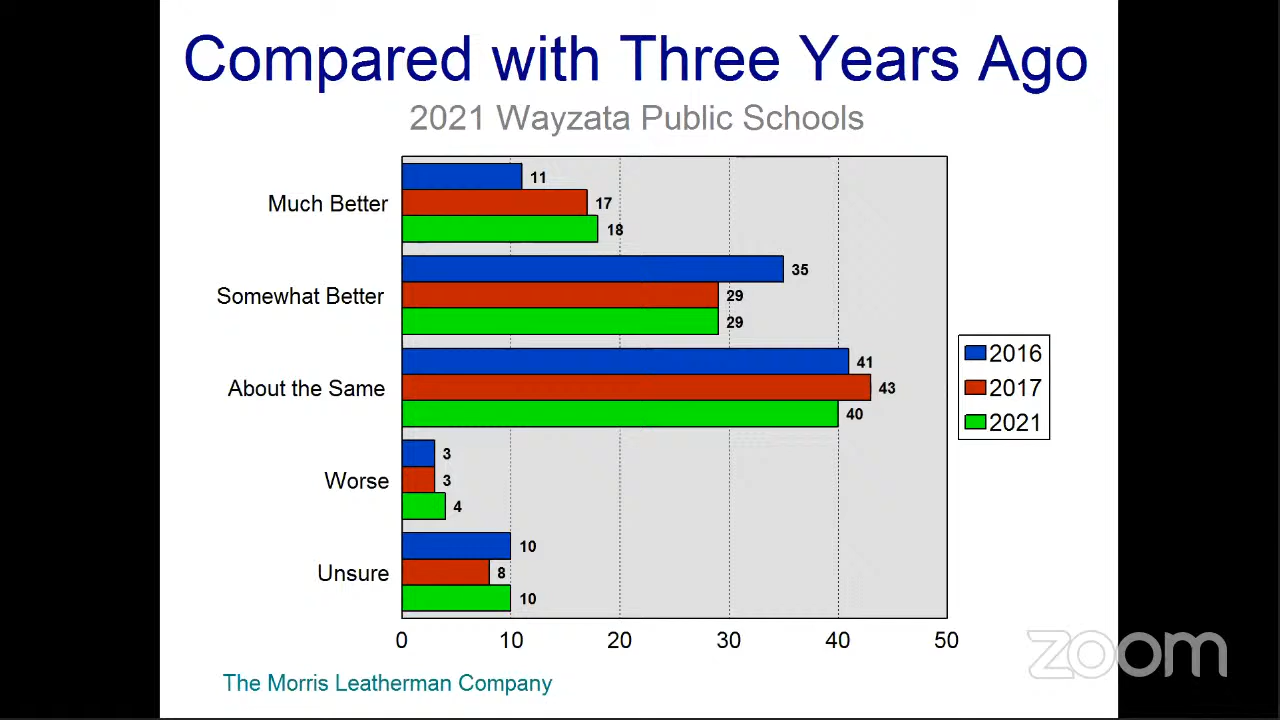 Compared with Three Years Ago
2021 Wayzata Public Schools
Much Better
11
17
18
Somewhat Better
35
29
29
About the Same
41
43
40
Worse
3
3
4
Unsure
10
8
10
0 10 20 30 40 50
2016
2017
2021
The Morris Leatherman Company
zoom